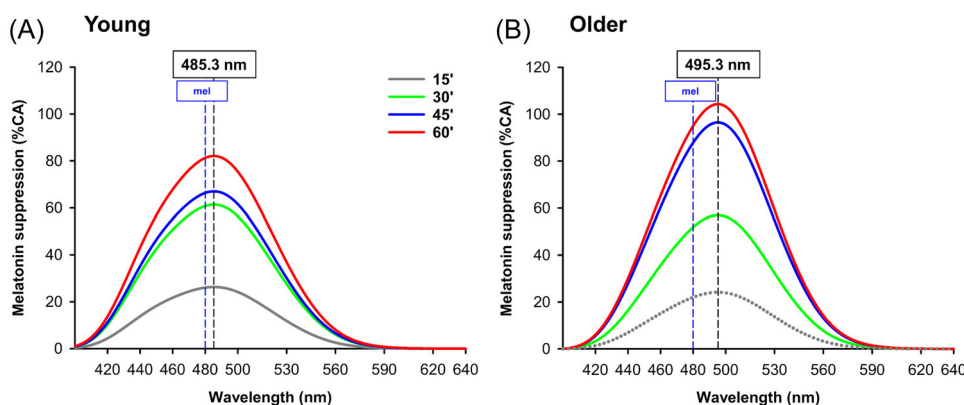 (A) Young
485.3 nm
mel
15'
30'
45'
60'
Melatonin suppression (%CA)
120
100
80
60
40
20
0
420 440 460 480 500 530 560 590 620 640
Wavelength (nm)
(B) Older
495.3 nm
mel
Melatonin suppression (%CA)
120
100
80
60
40
20
0
420 440 460 480 500 530 560 590 620 640
Wavelength (nm)